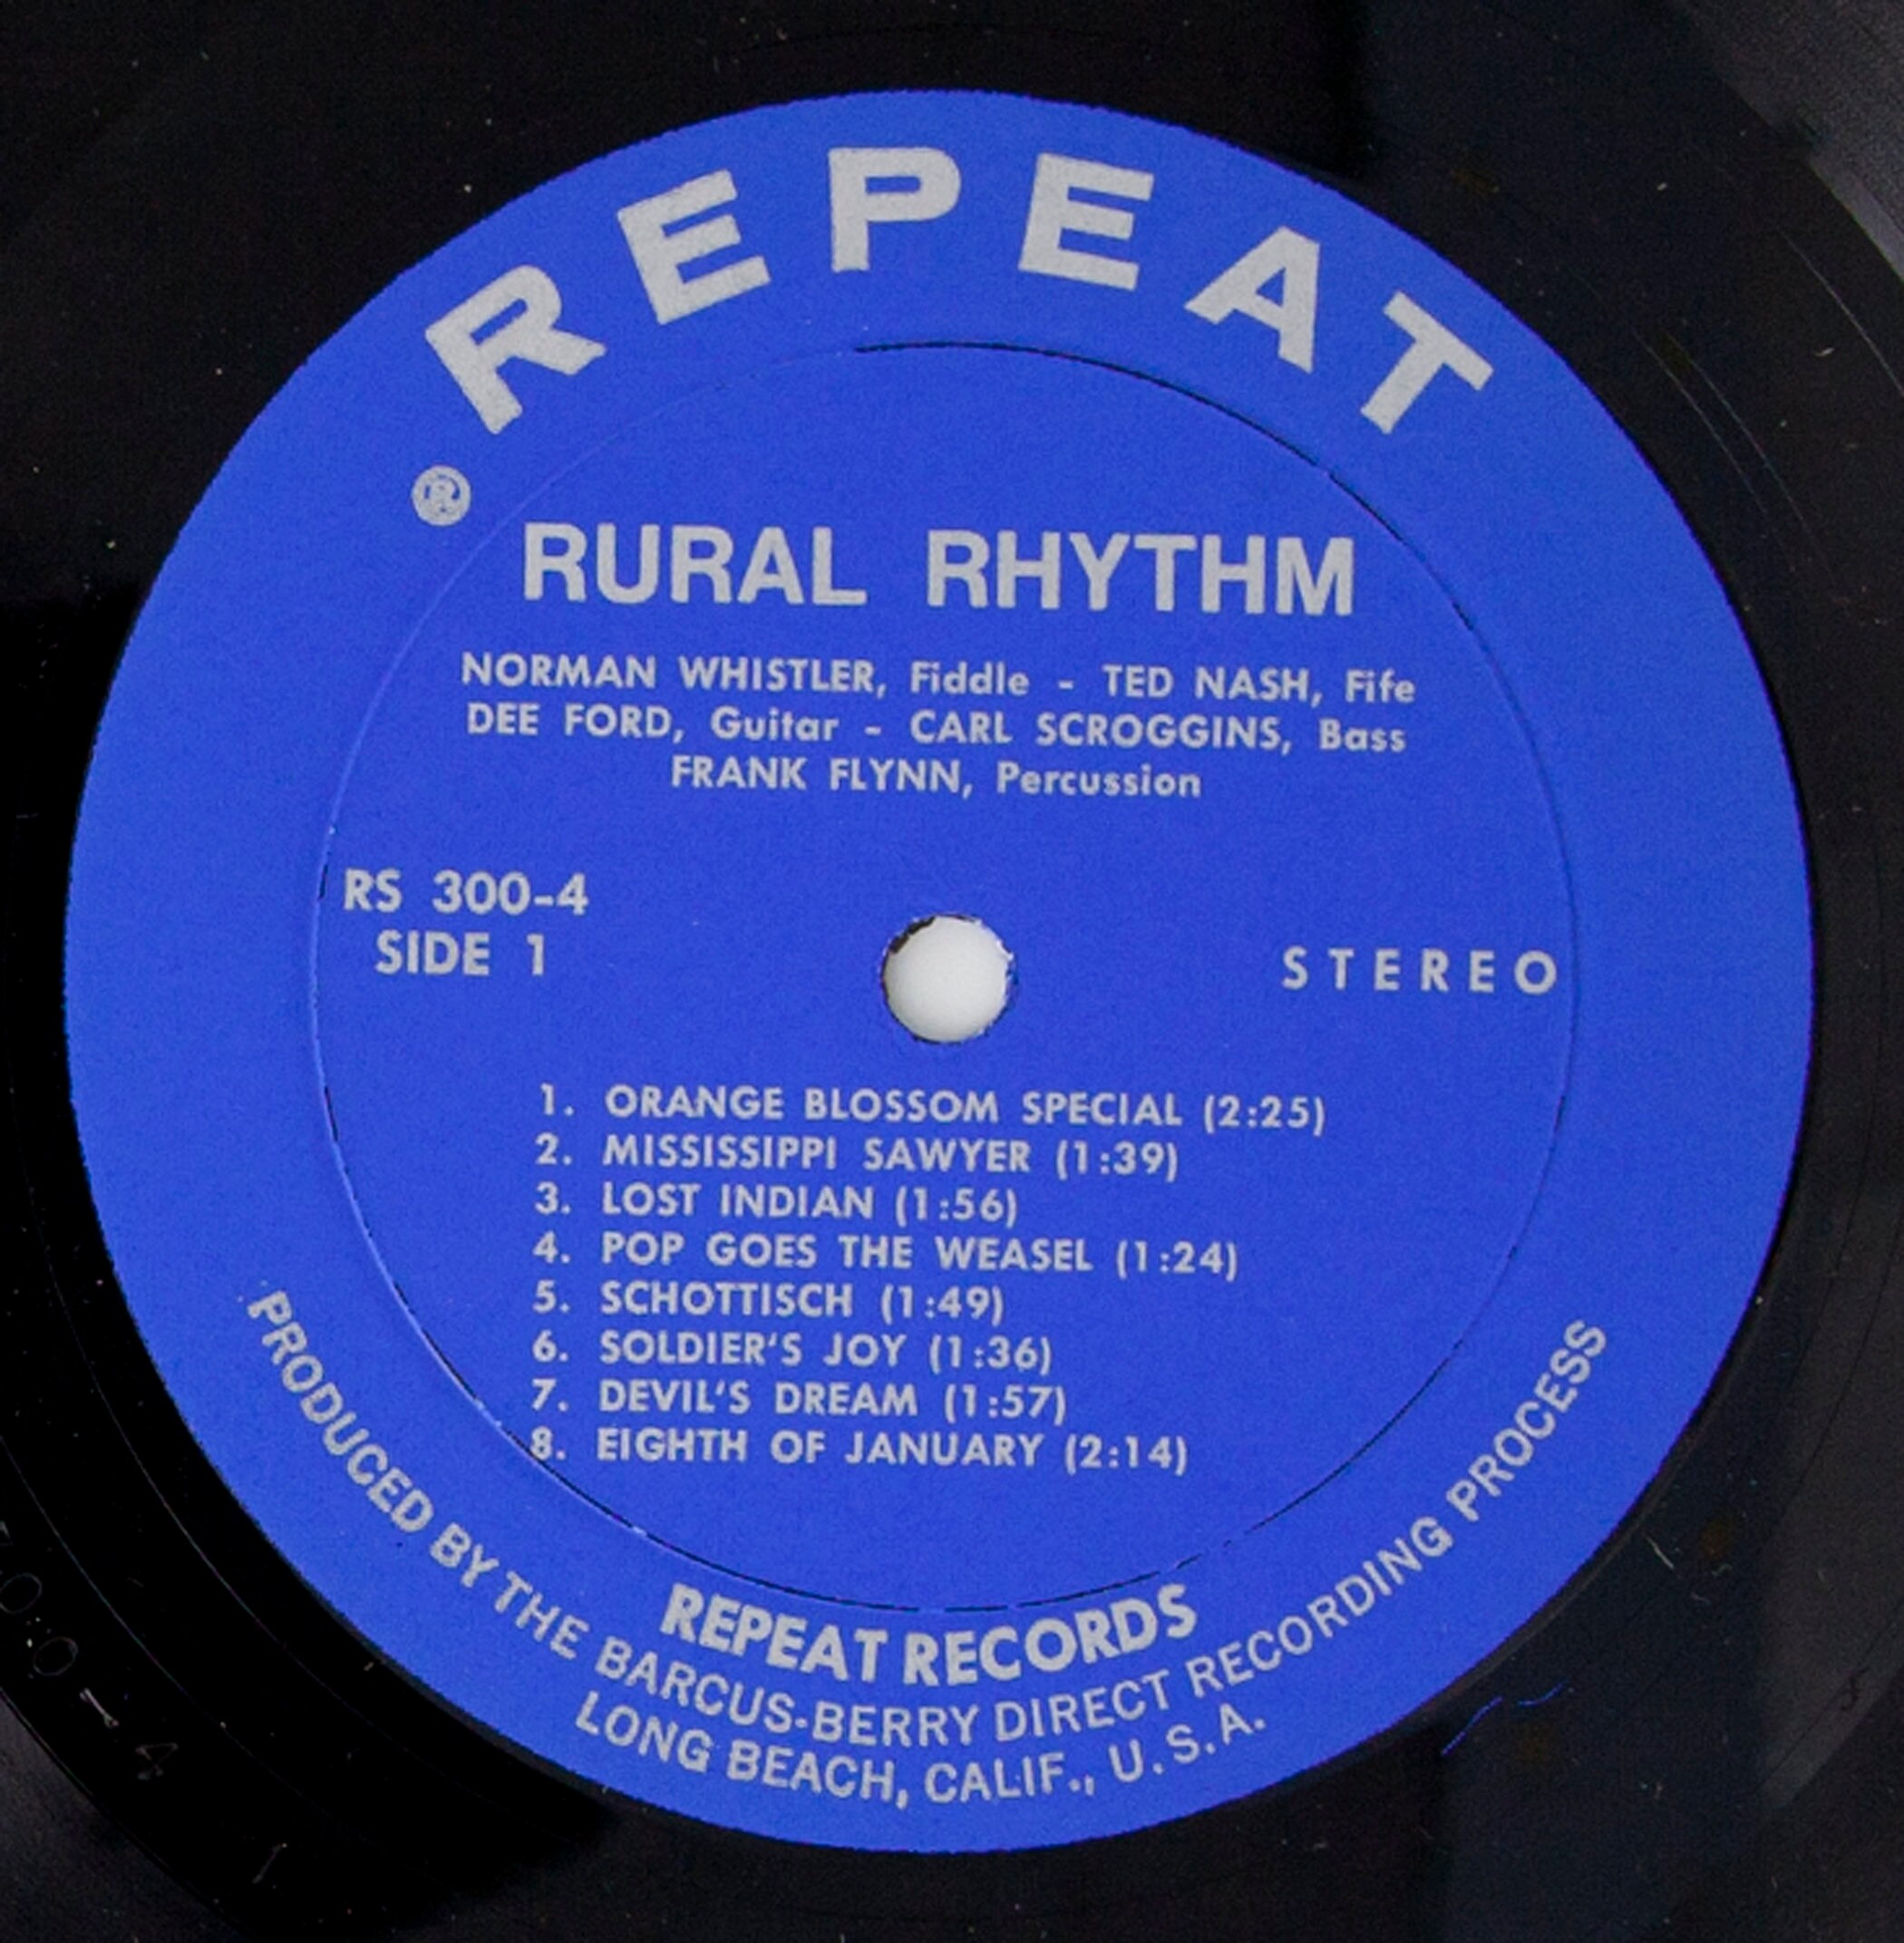 REPEAT
®
RURAL RHYTHM
NORMAN WHISTLER, Fiddle - TED NASH, Fife
DEE FORD, Guitar - CARL SCROGGINS, Bass
FRANK FLYNN, Percussion
RS 300-4
SIDE 1
STEREO
1. ORANGE BLOSSOM SPECIAL (2:25)
2. MISSISSIPPI SAWYER (1:39)
3. LOST INDIAN (1:56)
4. POP GOES THE WEASEL (1:24)
5. SCHOTTISCH (1:49)
6. SOLDIER'S JOY (1:36)
7. DEVIL'S DREAM (1:57)
8. EIGHTH OF JANUARY (2:14)
REPEAT RECORDS
PRODUCED BY THE BARCUS-BERRY DIRECT RECORDING PROCESS
LONG BEACH, CALIF., U.S.A.